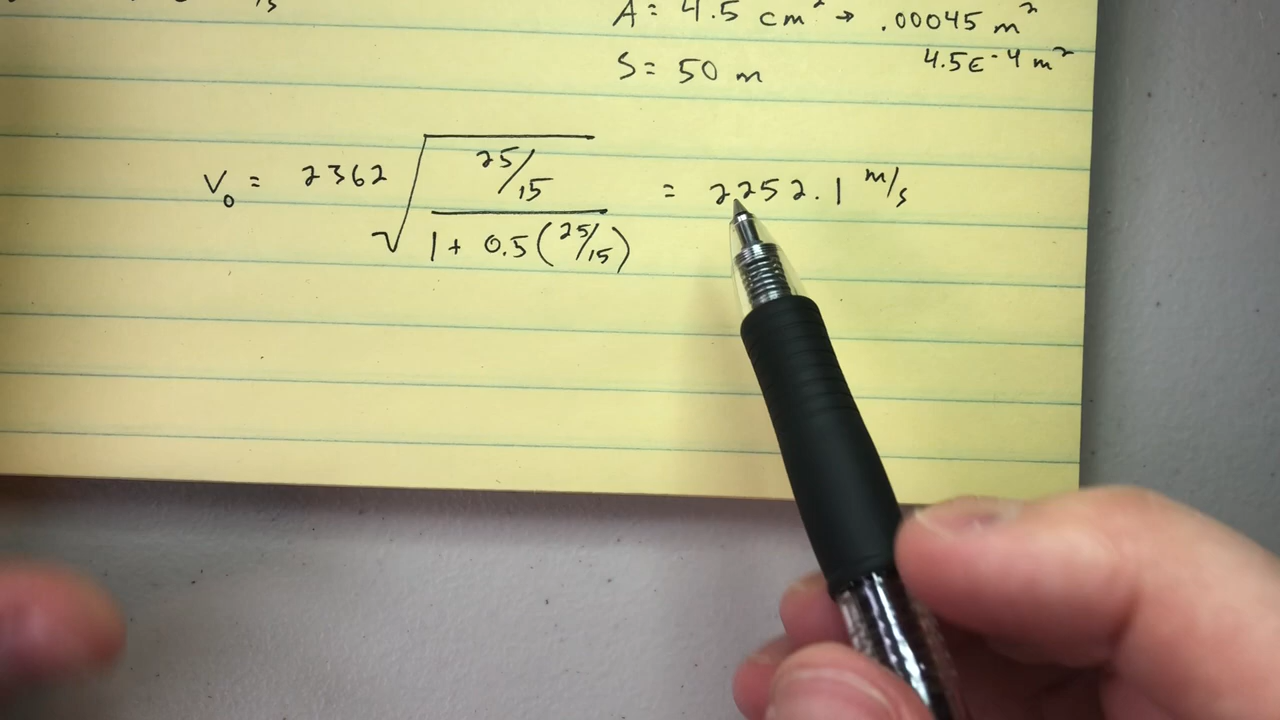 A = 4.5 cm² → .00045 m²
4.5E-4 m²
S = 50 m
V₀ = 2362 √((25/15) / (1 + 0.5(25/15))) = 2252.1 m/s